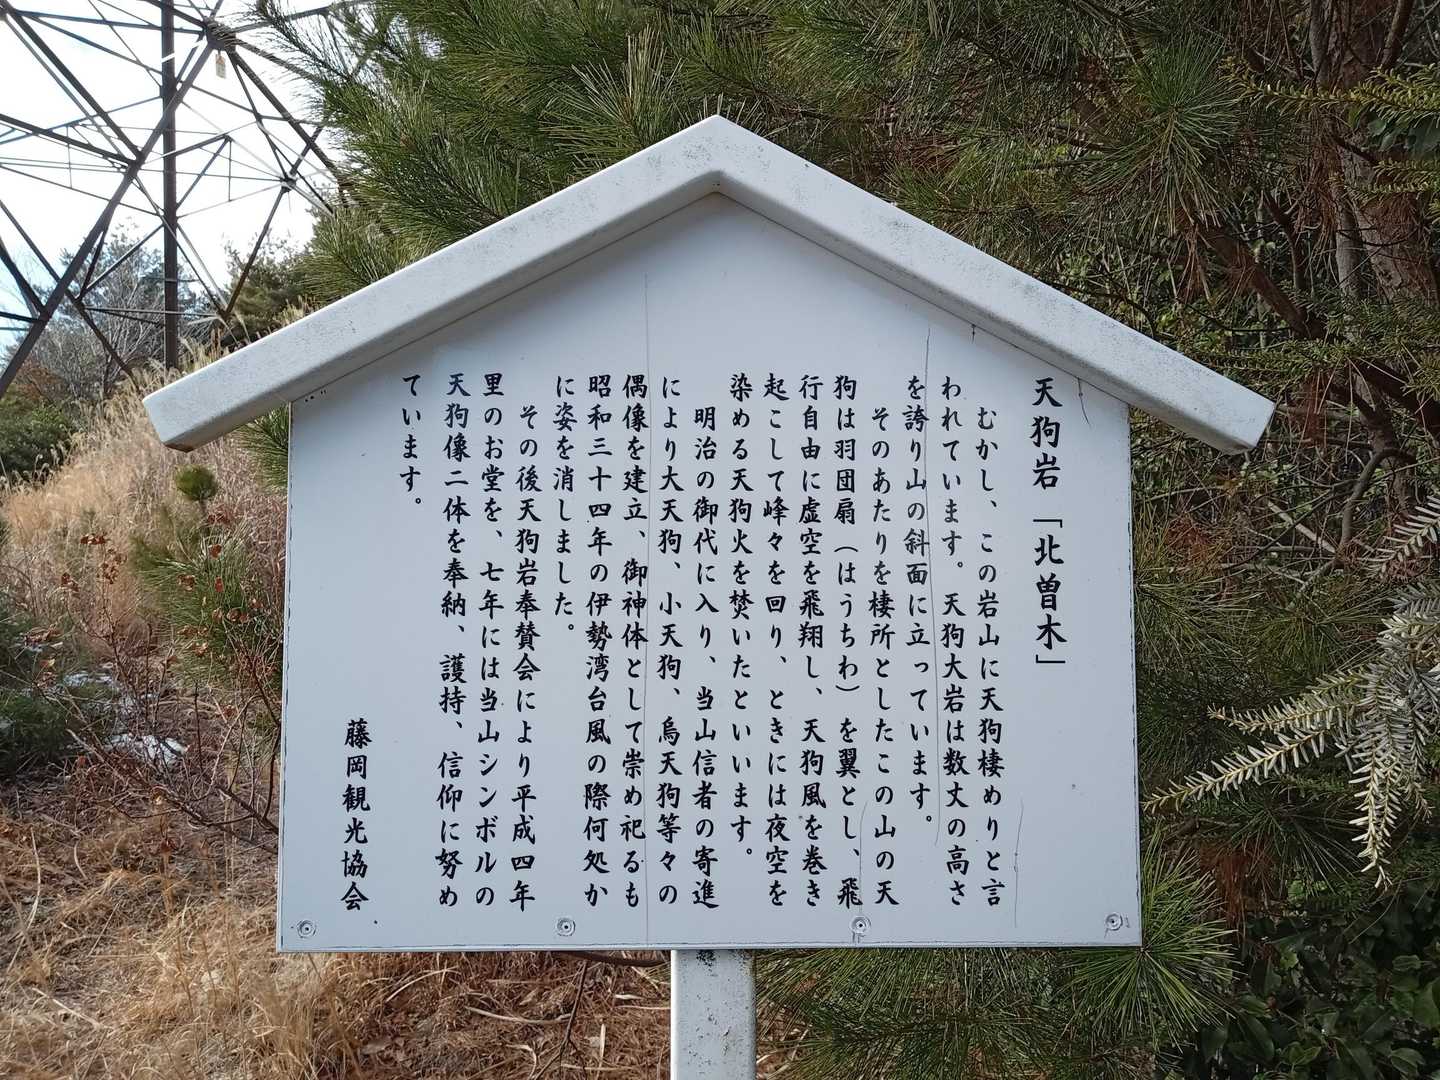 天狗岩「北曽木」
むかし、この岩山に天狗棲めりと言
われています。天狗大岩は数丈の高さ
を誇り山の斜面に立っています。
そのあたりを棲所としたこの山の天
狗は羽団扇（はうちわ）を翼とし、飛
行自由に虚空を飛翔し、天狗風を巻き
起こして峰々を回り、ときには夜空を
染める天狗火を焚いたといいます。
明治の御代に入り、当山信者の寄進
により大天狗、小天狗、烏天狗等々の
偶像を建立、御神体として崇め祀るも
昭和三十四年の伊勢湾台風の際何処か
に姿を消しました。
その後天狗岩奉賛会により平成四年
里のお堂を、七年には当山シンボルの
天狗像二体を奉納、護持、信仰に努め
ています。
藤岡観光協会